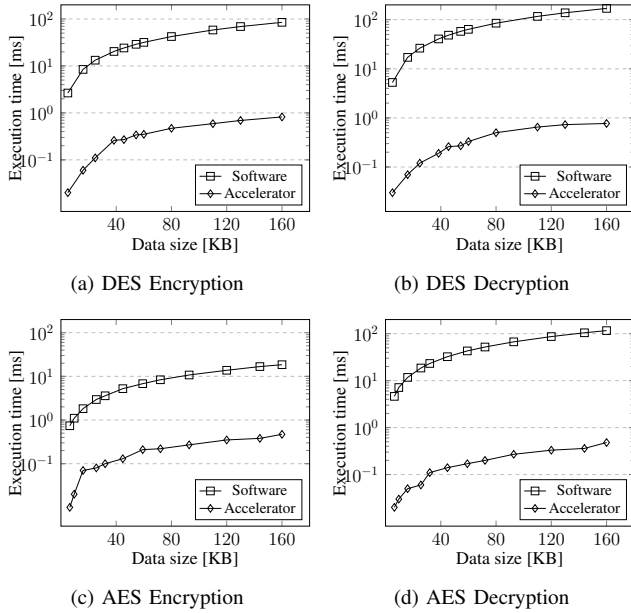 10^2
10^1
10^0
10^−1
Execution time [ms]
Software
Accelerator
40 80 120 160
Data size [KB]
(a) DES Encryption
10^2
10^1
10^0
10^−1
Execution time [ms]
Software
Accelerator
40 80 120 160
Data size [KB]
(b) DES Decryption
10^2
10^1
10^0
10^−1
Execution time [ms]
Software
Accelerator
40 80 120 160
Data size [KB]
(c) AES Encryption
10^2
10^1
10^0
10^−1
Execution time [ms]
Software
Accelerator
40 80 120 160
Data size [KB]
(d) AES Decryption